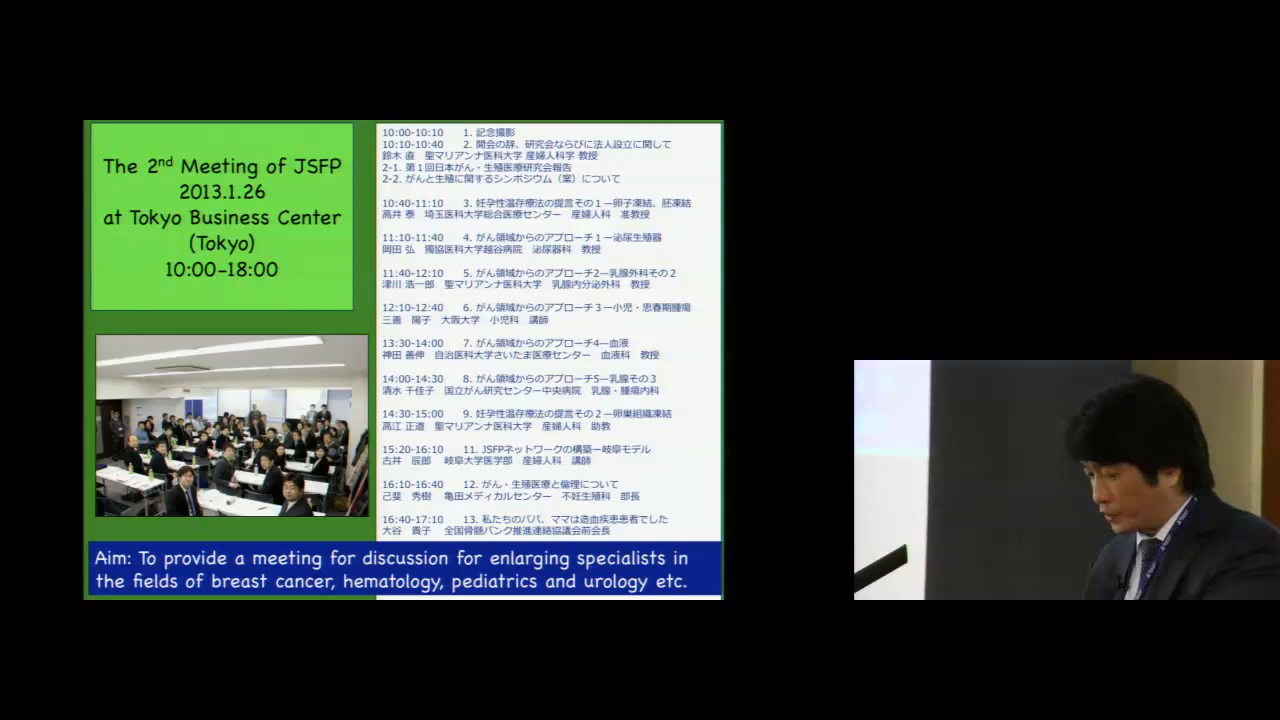 The 2nd Meeting of JSFP
2013.1.26
at Tokyo Business Center
(Tokyo)
10:00-18:00
10:00-10:10 1. 記念撮影
10:10-10:40 2. 開会の辞、研究会ならびに法人設立に関して
鈴木 直 聖マリアンナ医科大学 産婦人科学 教授
2-1. 第1回日本がん・生殖医療研究会報告
2-2. がんと生殖に関するシンポジウム（案）について
10:40-11:10 3. 妊孕性温存療法の提言その1－卵子凍結、胚凍結
高井 泰 埼玉医科大学総合医療センター 産婦人科 准教授
11:10-11:40 4. がん領域からのアプローチ1－泌尿生殖器
岡田 弘 獨協医科大学越谷病院 泌尿器科 教授
11:40-12:10 5. がん領域からのアプローチ2—乳腺外科その2
津川 浩一郎 聖マリアンナ医科大学 乳腺内分泌外科 教授
12:10-12:40 6. がん領域からのアプローチ3－小児・思春期腫瘍
三善 陽子 大阪大学 小児科 講師
13:30-14:00 7. がん領域からのアプローチ4—血液
神田 善伸 自治医科大学さいたま医療センター 血液科 教授
14:00-14:30 8. がん領域からのアプローチ5—乳腺その3
清水 千佳子 国立がん研究センター中央病院 乳腺・腫瘍内科
14:30-15:00 9. 妊孕性温存療法の提言その2－卵巣組織凍結
高江 正道 聖マリアンナ医科大学 産婦人科 助教
15:20-16:10 11. JSFPネットワークの構築－岐阜モデル
古井 辰郎 岐阜大学医学部 産婦人科 講師
16:10-16:40 12. がん・生殖医療と倫理について
己斐 秀樹 亀田メディカルセンター 不妊生殖科 部長
16:40-17:10 13. 私たちのパパ、ママは造血疾患患者でした
大谷 貴子 全国骨髄バンク推進連絡協議会前会長
Aim: To provide a meeting for discussion for enlarging specialists in
the fields of breast cancer, hematology, pediatrics and urology etc.